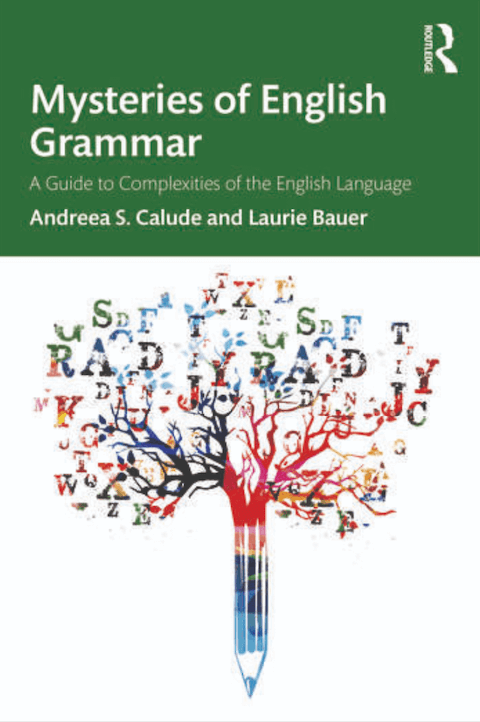 ROUTLEDGE
Mysteries of English
Grammar
A Guide to Complexities of the English Language
Andreea S. Calude and Laurie Bauer